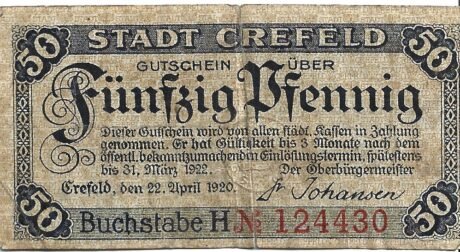 50 STADT CREFELD 50
GUTSCHEIN ÜBER
Fünfzig Pfennig
Dieser Gutschein wird von allen städt. Kassen in Zahlung
genommen. Er hat Gültigkeit bis 3 Monate nach dem
öffentl. bekanntzumachenden Einlösungstermin, spätestens
bis 31. März 1922. Der Oberbürgermeister
Crefeld, den 22. April 1920. Dr Johansen
50 Buchstabe H № 124430 50